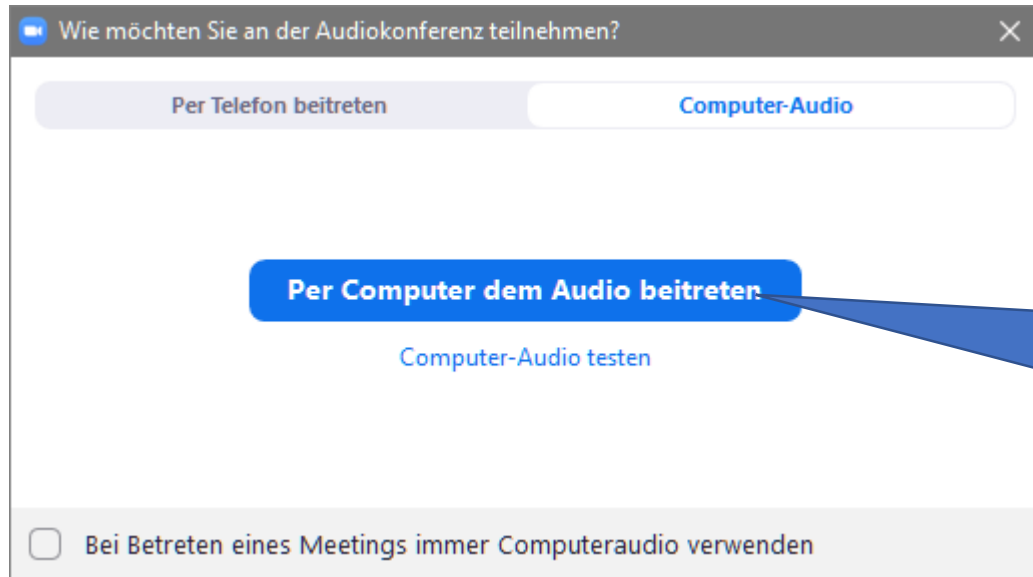 Wie möchten Sie an der Audiokonferenz teilnehmen?
Per Telefon beitreten
Computer-Audio
Per Computer dem Audio beitreten
Computer-Audio testen
Bei Betreten eines Meetings immer Computeraudio verwenden